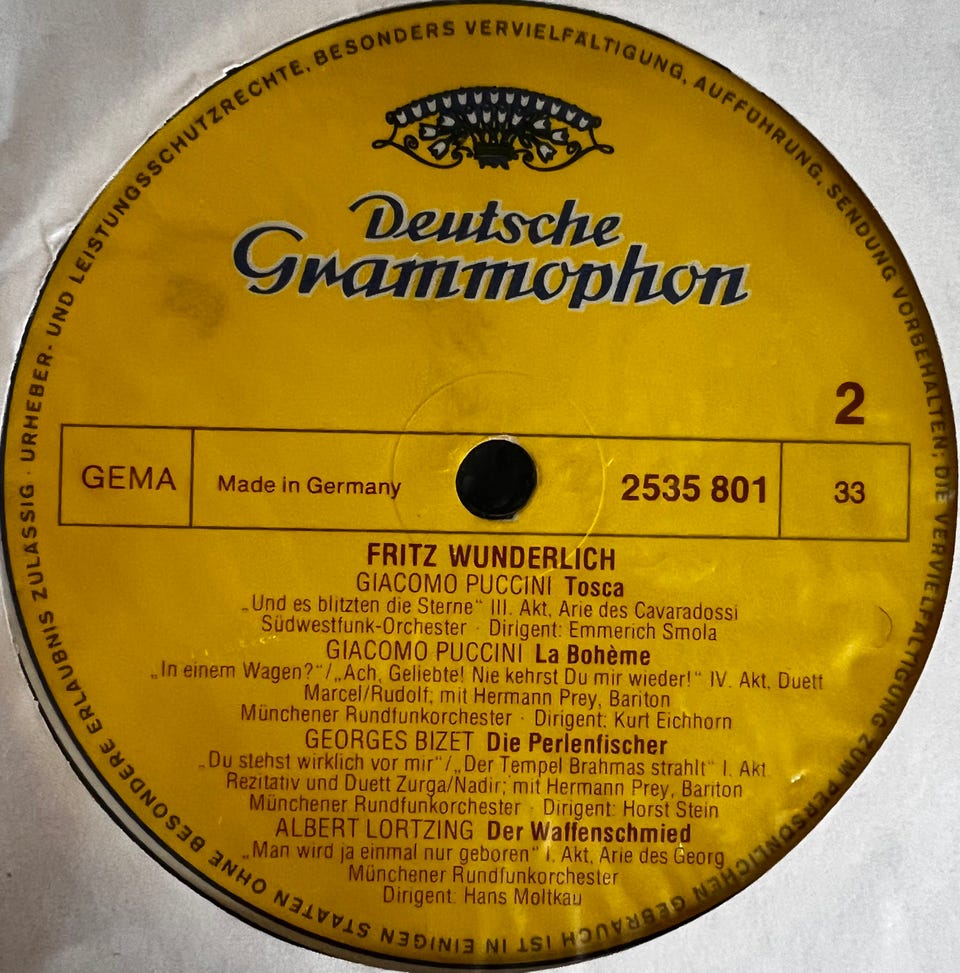 URHEBER- UND LEISTUNGSSCHUTZRECHTE, BESONDERS VERVIELFÄLTIGUNG, AUFFÜHRUNG, SENDUNG VORBEHALTEN; DIE VERVIELFÄLTIGUNG ZUM PERSÖNLICHEN GEBRAUCH IST IN EINIGEN STAATEN OHNE BESONDERE ERLAUBNIS ZULÄSSIG ·
Deutsche
Grammophon
2
GEMA Made in Germany 2535 801 33
FRITZ WUNDERLICH
GIACOMO PUCCINI Tosca
„Und es blitzten die Sterne“ III. Akt, Arie des Cavaradossi
Südwestfunk-Orchester · Dirigent: Emmerich Smola
GIACOMO PUCCINI La Bohème
„In einem Wagen?“/„Ach, Geliebte! Nie kehrst Du mir wieder!“ IV. Akt, Duett
Marcel/Rudolf; mit Hermann Prey, Bariton
Münchener Rundfunkorchester · Dirigent: Kurt Eichhorn
GEORGES BIZET Die Perlenfischer
„Du stehst wirklich vor mir“/„Der Tempel Brahmas strahlt“ I. Akt
Rezitativ und Duett Zurga/Nadir; mit Hermann Prey, Bariton
Münchener Rundfunkorchester · Dirigent: Horst Stein
ALBERT LORTZING Der Waffenschmied
„Man wird ja einmal nur geboren“ I. Akt, Arie des Georg
Münchener Rundfunkorchester
Dirigent: Hans Moltkau